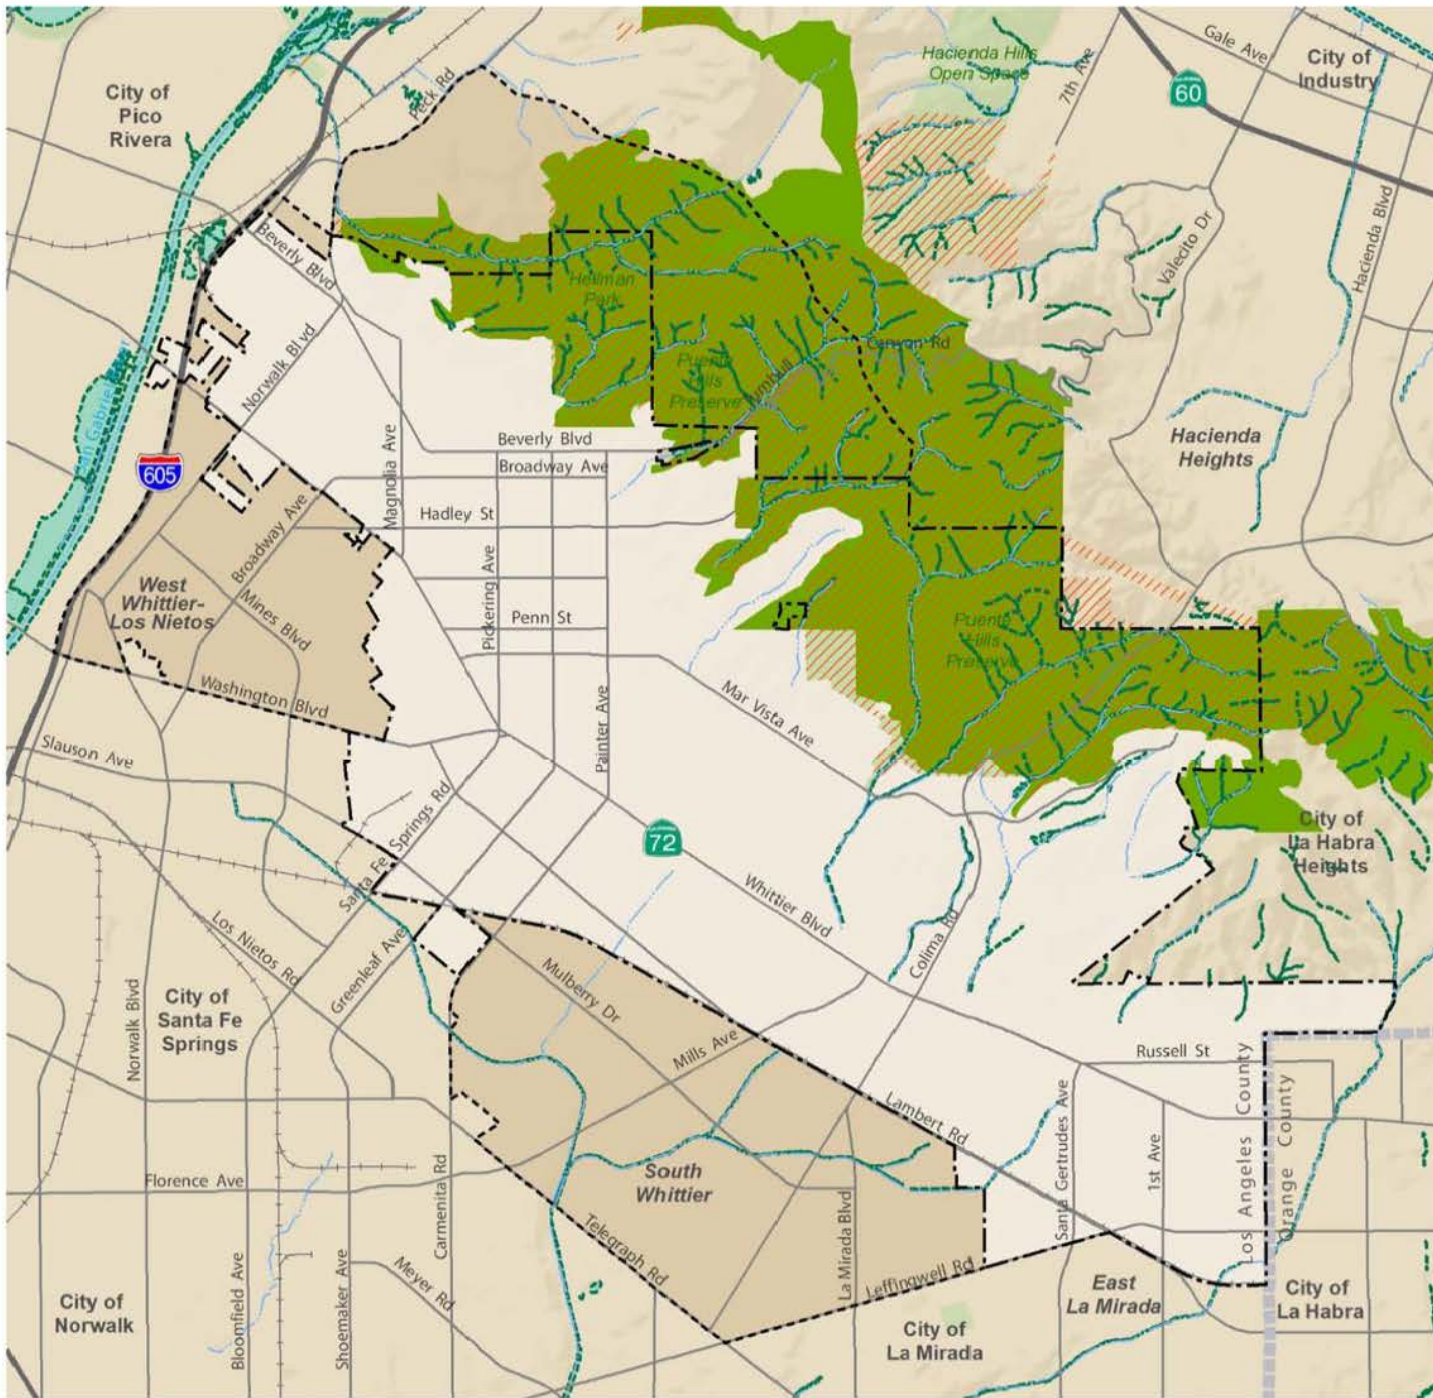 Hacienda Hills
Open Space
7th Ave
Gale Ave
City of
Industry
60
City of
Pico
Rivera
Peck Rd
Beverly Blvd
Hellman
Park
Valecito Dr
Hacienda Blvd
Norwalk Blvd
Canyon Rd
Turnbull
Puente
Hills
Preserve
San Gabriel River
605
Magnolia Ave
Beverly Blvd
Broadway Ave
Hacienda
Heights
Hadley St
Broadway Ave
Pickering Ave
West
Whittier-
Los Nietos
Mines Blvd
Penn St
Puente
Hills
Preserve
Washington Blvd
Mar Vista Ave
Painter Ave
Slauson Ave
Santa Fe Springs Rd
72
City of
La Habra
Heights
Whittier Blvd
Colima Rd
Los Nietos Rd
Greenleaf Ave
Mulberry Dr
City of
Santa Fe
Springs
Norwalk Blvd
Mills Ave
Russell St
Los Angeles County
Orange County
Lambert Rd
Santa Gertrudes Ave
1st Ave
Florence Ave
Carmenita Rd
South
Whittier
Telegraph Rd
La Mirada Blvd
Leffingwell Rd
Bloomfield Ave
Shoemaker Ave
Meyer Rd
City of
Norwalk
East
La Mirada
City of
La Habra
City of
La Mirada